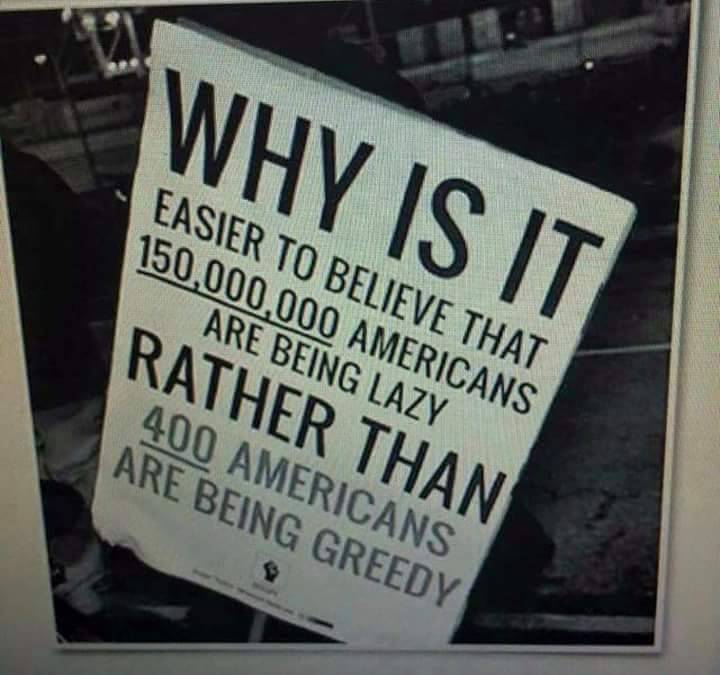 WHY IS IT
EASIER TO BELIEVE THAT
150,000,000 AMERICANS
ARE BEING LAZY
RATHER THAN
400 AMERICANS
ARE BEING GREEDY